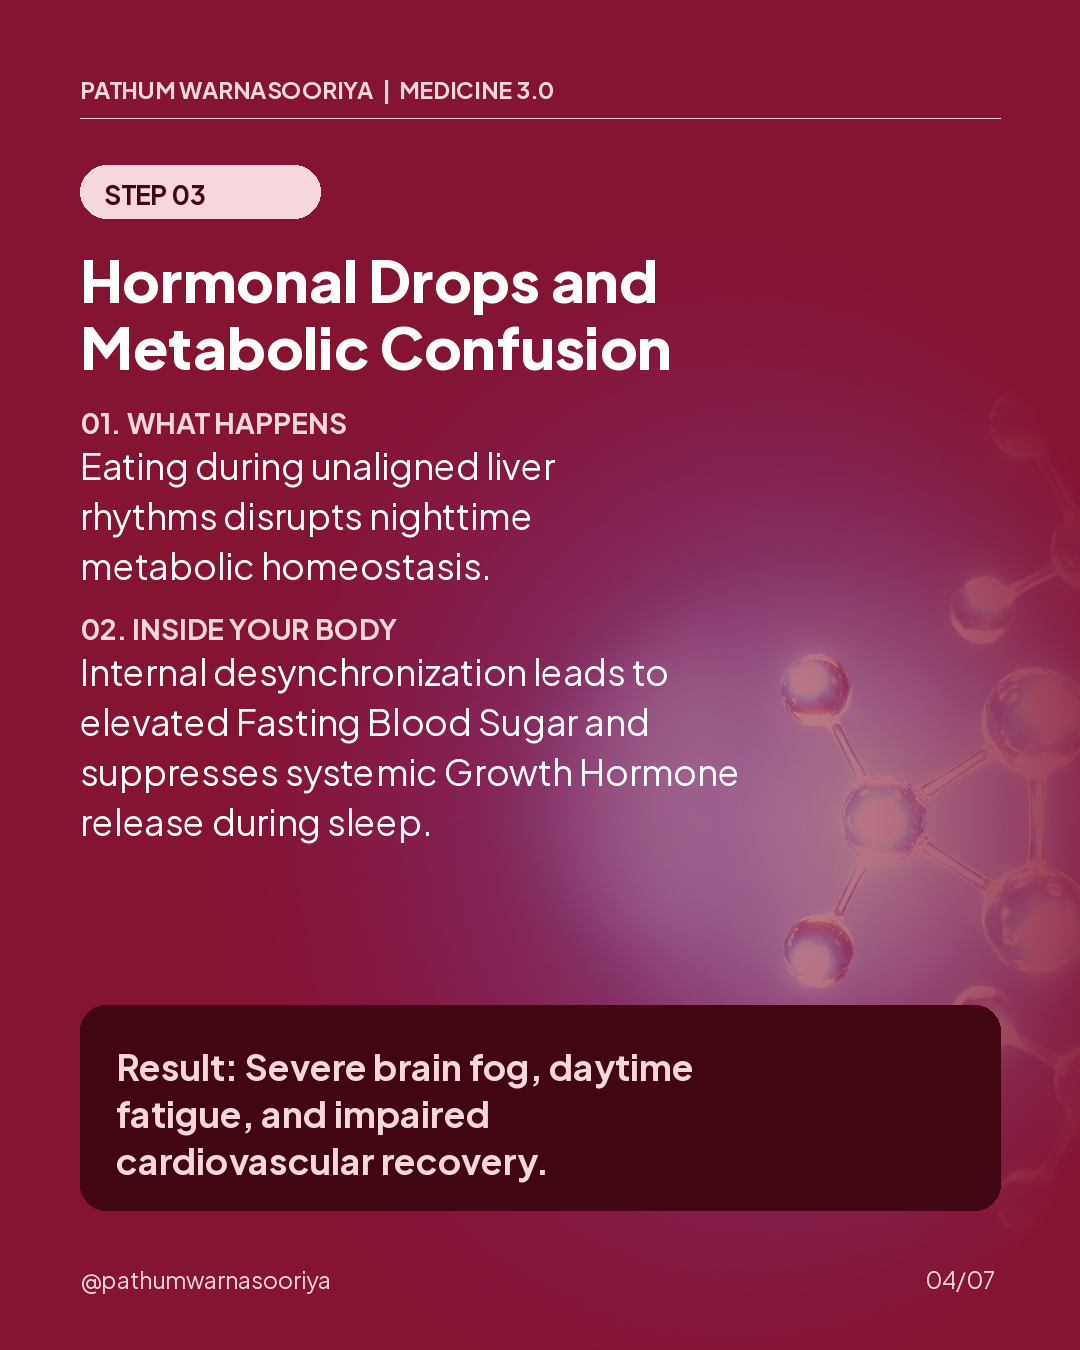 PATHUM WARNASOORIYA | MEDICINE 3.0
STEP 03
Hormonal Drops and
Metabolic Confusion
01. WHAT HAPPENS
Eating during unaligned liver
rhythms disrupts nighttime
metabolic homeostasis.
02. INSIDE YOUR BODY
Internal desynchronization leads to
elevated Fasting Blood Sugar and
suppresses systemic Growth Hormone
release during sleep.
Result: Severe brain fog, daytime
fatigue, and impaired
cardiovascular recovery.
@pathumwarnasooriya
04/07